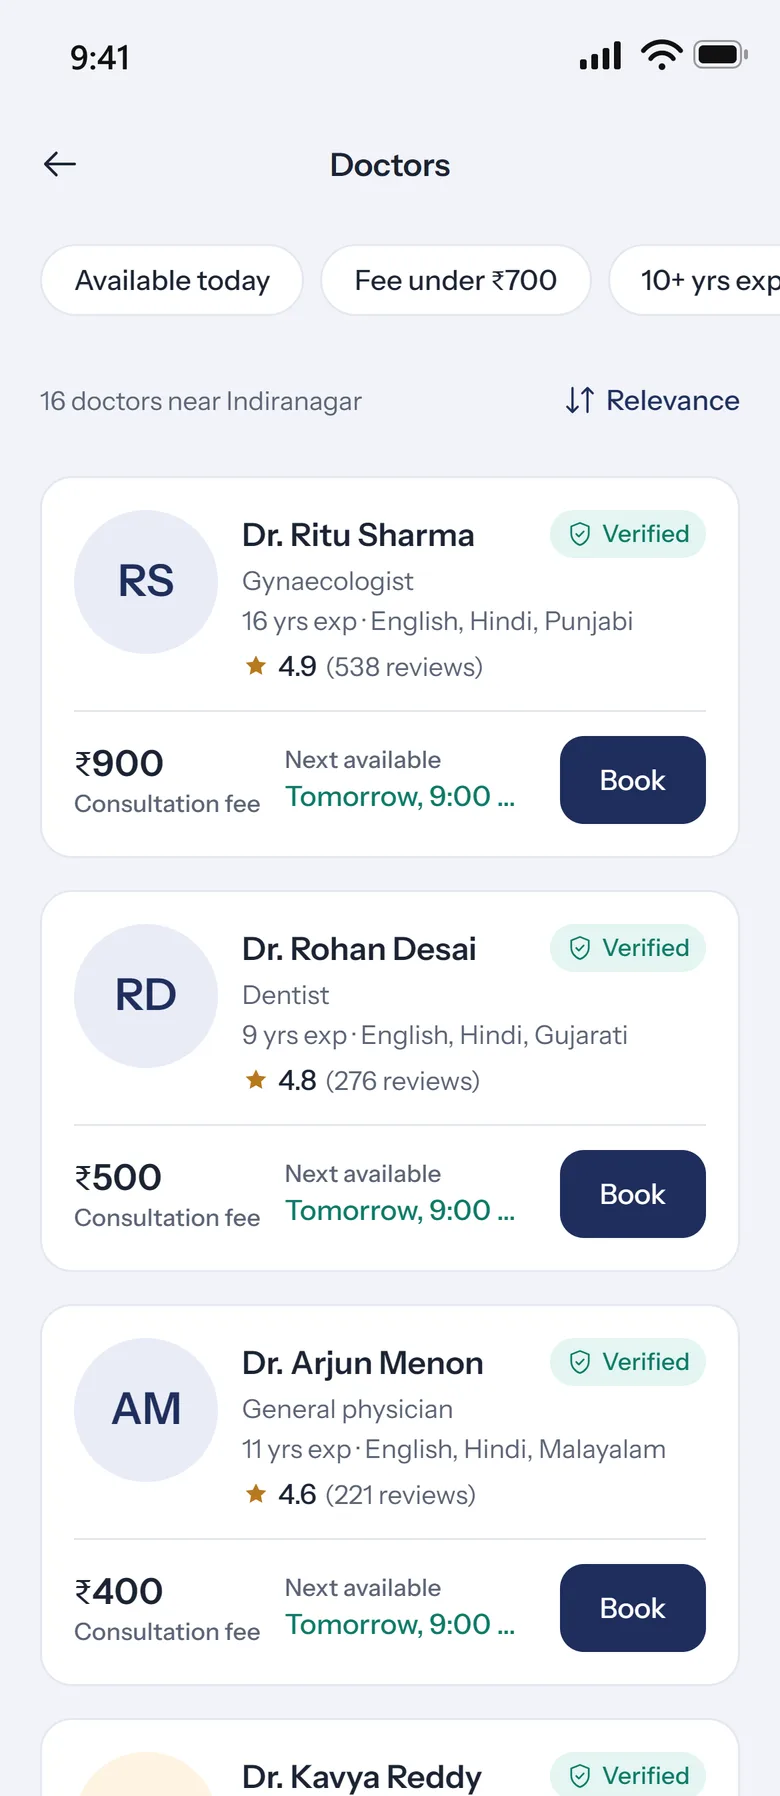 9:41
Doctors
Available today
Fee under ₹700
10+ yrs exp
16 doctors near Indiranagar
Relevance
RS
Dr. Ritu Sharma
Verified
Gynaecologist
16 yrs exp · English, Hindi, Punjabi
4.9 (538 reviews)
₹900
Consultation fee
Next available
Tomorrow, 9:00 ...
Book
RD
Dr. Rohan Desai
Verified
Dentist
9 yrs exp · English, Hindi, Gujarati
4.8 (276 reviews)
₹500
Consultation fee
Next available
Tomorrow, 9:00 ...
Book
AM
Dr. Arjun Menon
Verified
General physician
11 yrs exp · English, Hindi, Malayalam
4.6 (221 reviews)
₹400
Consultation fee
Next available
Tomorrow, 9:00 ...
Book
Dr. Kavya Reddy
Verified